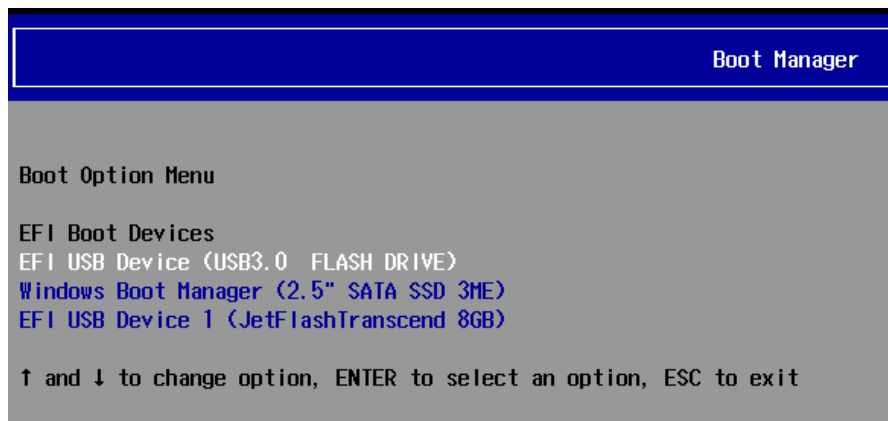 Boot Manager
Boot Option Menu
EFI Boot Devices
EFI USB Device (USB3.0  FLASH DRIVE)
Windows Boot Manager (2.5" SATA SSD 3ME)
EFI USB Device 1 (JetFlashTranscend 8GB)
↑ and ↓ to change option, ENTER to select an option, ESC to exit